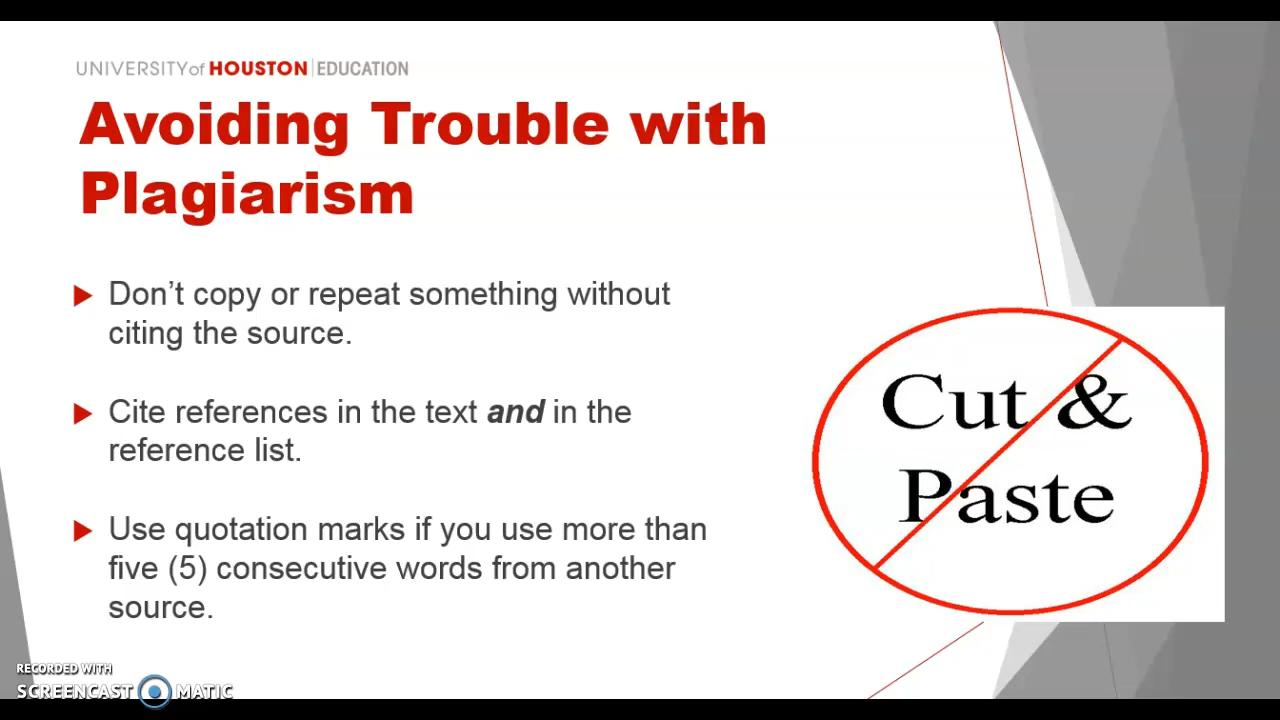 UNIVERSITYof HOUSTON | EDUCATION
Avoiding Trouble with
Plagiarism
Don’t copy or repeat something without
citing the source.
Cite references in the text and in the
reference list.
Use quotation marks if you use more than
five (5) consecutive words from another
source.
Cut &
Paste
RECORDED WITH
SCREENCAST MATIC